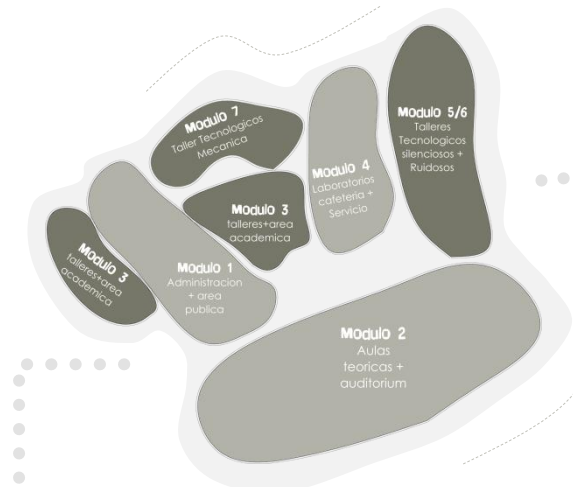 Modulo 7
Taller Tecnologicos
Mecanica
Modulo 5/6
Talleres
Tecnologicos
silenciosos +
Ruidosos
Modulo 4
Laboratorios
cafeteria +
Servicio
Modulo 3
talleres+area
academica
Modulo 3
talleres+area
academica
Modulo 1
Administracion
+ area
publica
Modulo 2
Aulas
teoricas +
auditorium